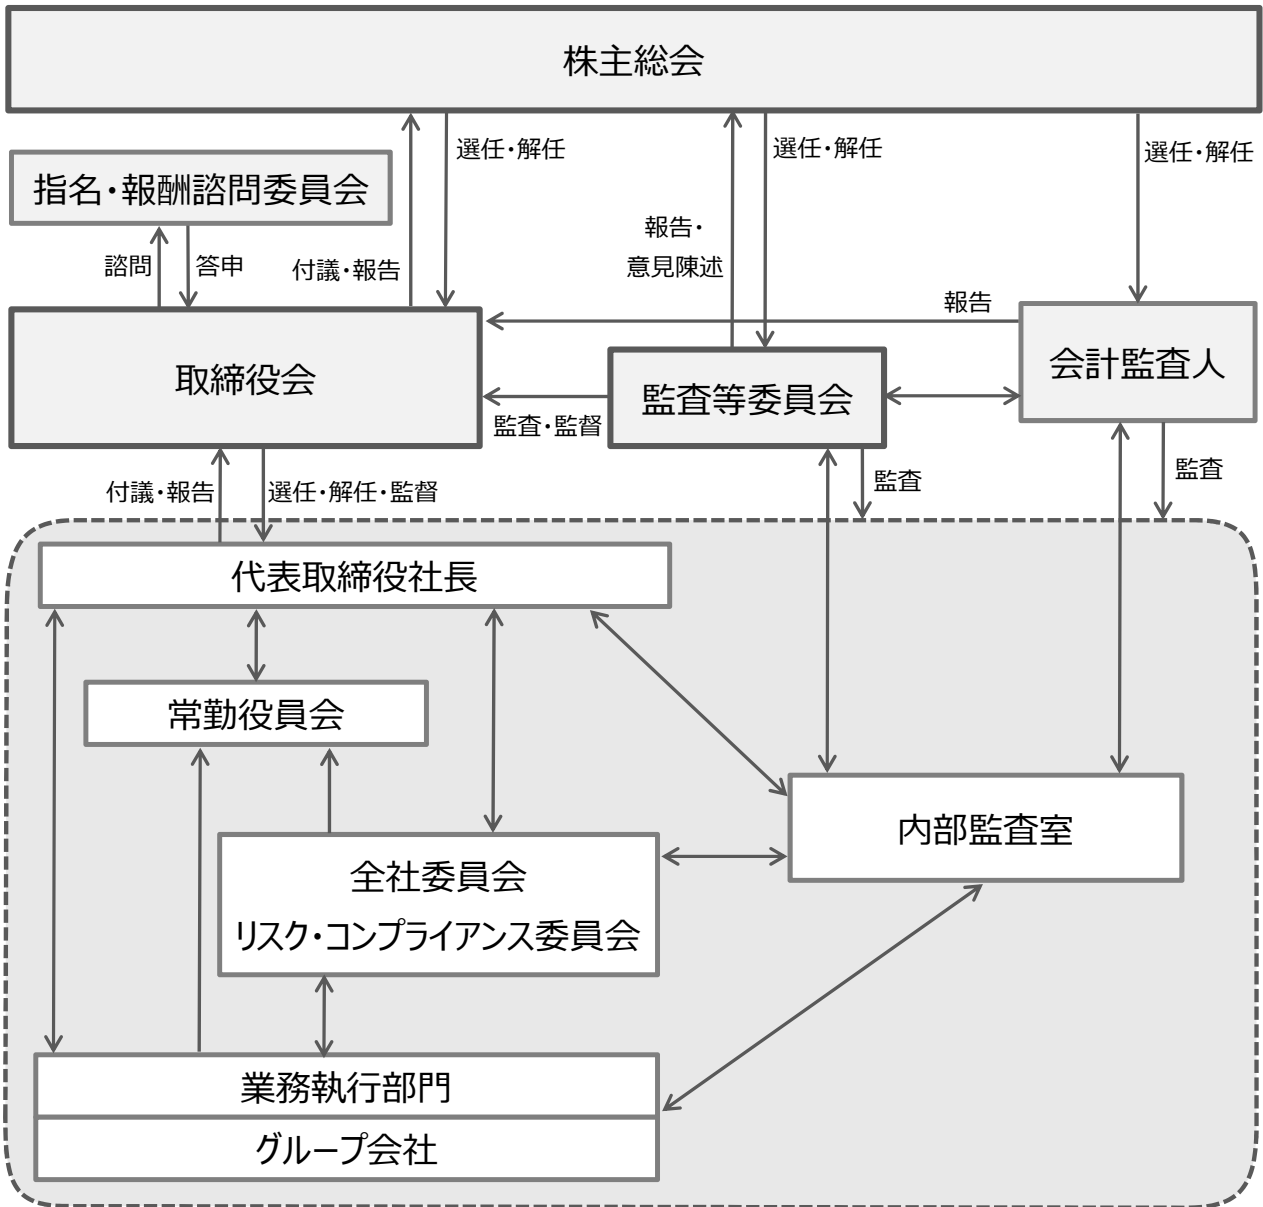 株主総会
選任・解任
選任・解任
選任・解任
指名・報酬諮問委員会
報告・
意見陳述
諮問
答申
付議・報告
報告
取締役会
監査等委員会
会計監査人
監査・監督
付議・報告
選任・解任・監督
監査
監査
代表取締役社長
常勤役員会
内部監査室
全社委員会
リスク・コンプライアンス委員会
業務執行部門
グループ会社